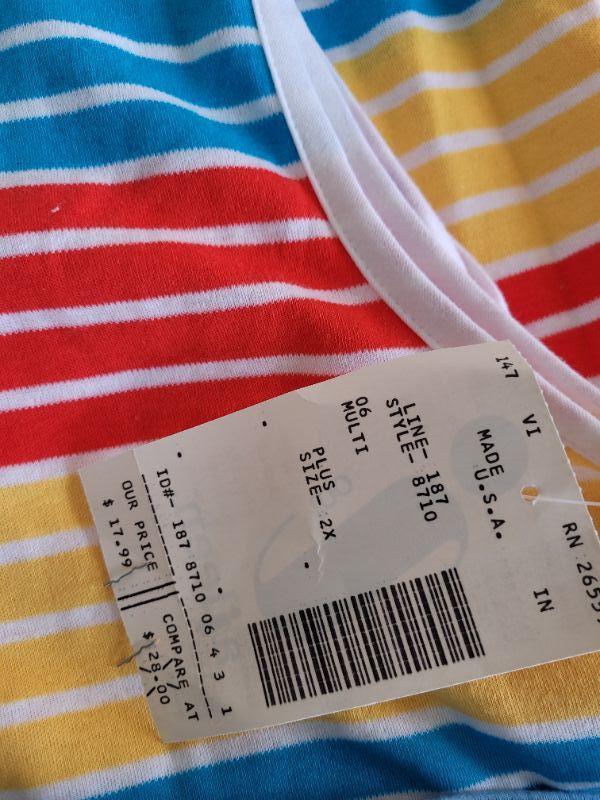 147 VI RN
MADE IN
U.S.A.
LINE- 187
STYLE- 8710
06
MULTI
PLUS
SIZE- 2X
ID#- 187 8710 06 4 3 1
OUR PRICE COMPARE AT
$ 17.99 $ 28.00